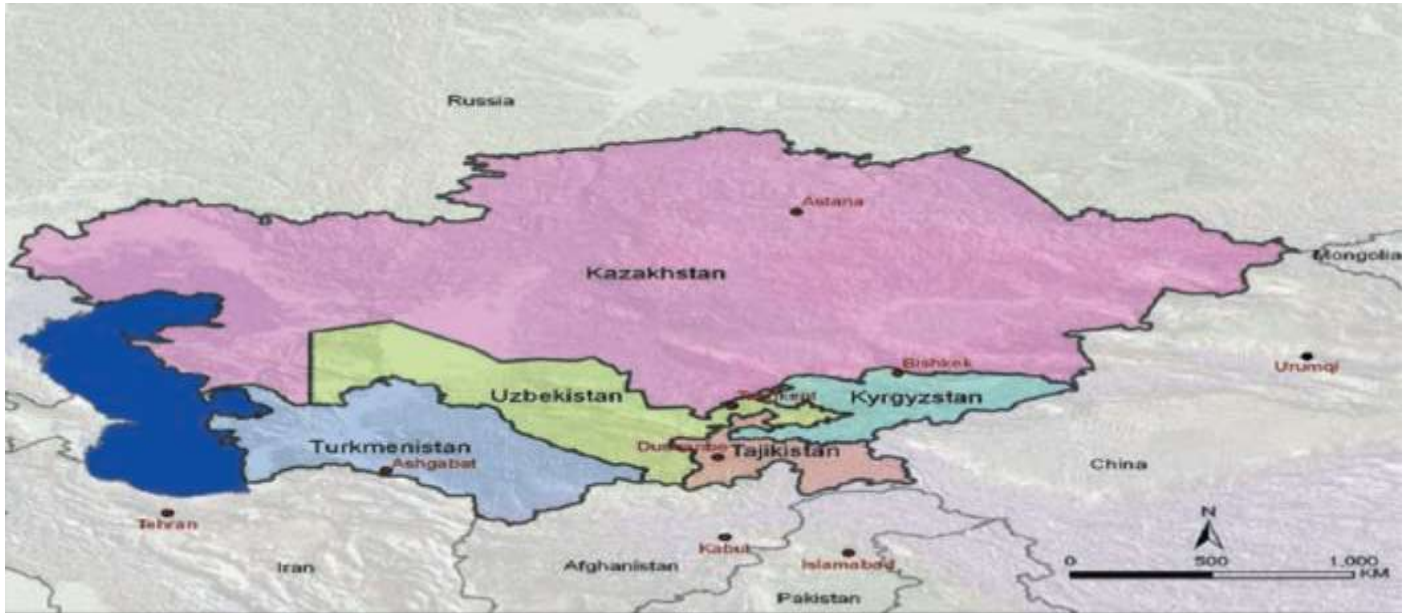 Russia
Astana
Mongolia
Kazakhstan
Bishkek
Urumqi
Uzbekistan
Kyrgyzstan
Turkmenistan
Tajikistan
Ashgabat
China
Tehran
N
Kabul
Islamabad
Iran
Afghanistan
0 500 1,000
KM
Pakistan